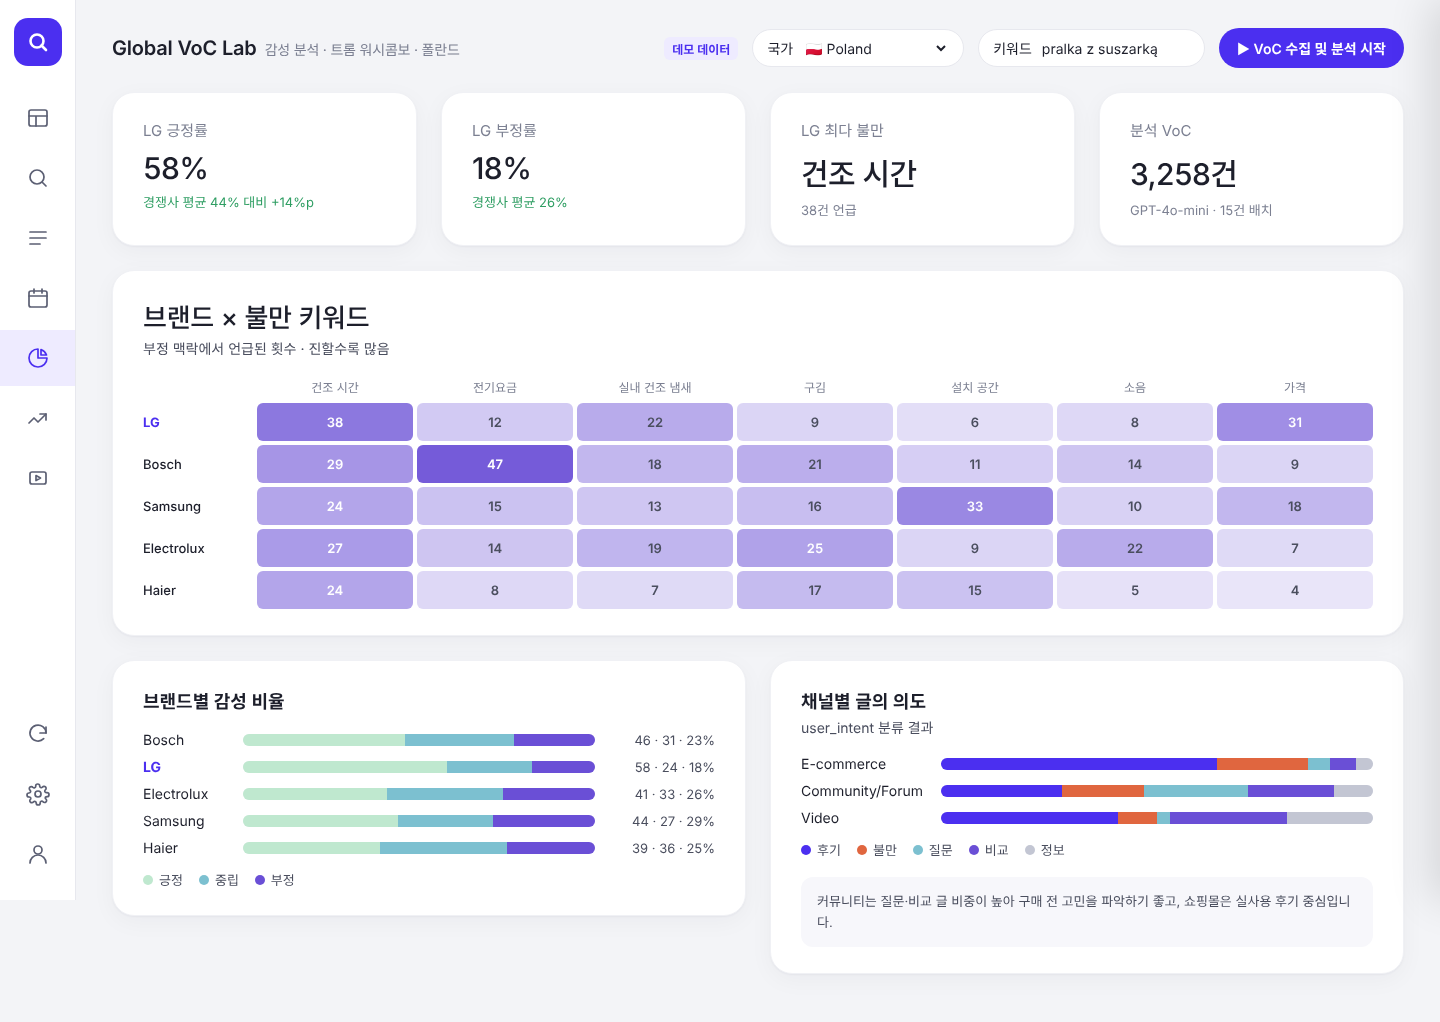 Global VoC Lab 감성 분석 · 트롬 워시콤보 · 폴란드
데모 데이터
국가 Poland
키워드 pralka z suszarką
▶ VoC 수집 및 분석 시작
LG 긍정률
58%
경쟁사 평균 44% 대비 +14%p
LG 부정률
18%
경쟁사 평균 26%
LG 최다 불만
건조 시간
38건 언급
분석 VoC
3,258건
GPT-4o-mini · 15건 배치
브랜드 × 불만 키워드
부정 맥락에서 언급된 횟수 · 진할수록 많음
건조 시간 전기요금 실내 건조 냄새 구김 설치 공간 소음 가격
LG 38 12 22 9 6 8 31
Bosch 29 47 18 21 11 14 9
Samsung 24 15 13 16 33 10 18
Electrolux 27 14 19 25 9 22 7
Haier 24 8 7 17 15 5 4
브랜드별 감성 비율
Bosch 46 · 31 · 23%
LG 58 · 24 · 18%
Electrolux 41 · 33 · 26%
Samsung 44 · 27 · 29%
Haier 39 · 36 · 25%
긍정 중립 부정
채널별 글의 의도
user_intent 분류 결과
E-commerce
Community/Forum
Video
후기 불만 질문 비교 정보
커뮤니티는 질문·비교 글 비중이 높아 구매 전 고민을 파악하기 좋고, 쇼핑몰은 실사용 후기 중심입니
다.